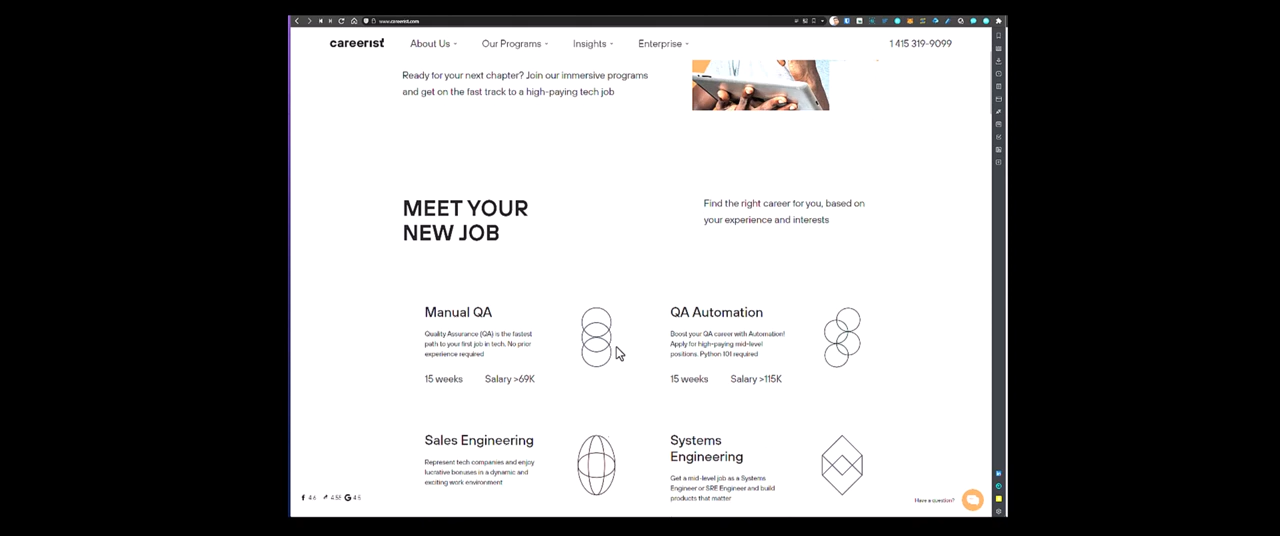 www.careerist.com
careerist
About Us
Our Programs
Insights
Enterprise
1 415 319-9099
Ready for your next chapter? Join our immersive programs
and get on the fast track to a high-paying tech job
MEET YOUR
NEW JOB
Find the right career for you, based on
your experience and interests
Manual QA
Quality Assurance (QA) is the fastest
path to your first job in tech. No prior
experience required
15 weeks Salary >69K
QA Automation
Boost your QA career with Automation!
Apply for high-paying mid-level
positions. Python 101 required
15 weeks Salary >115K
Sales Engineering
Represent tech companies and enjoy
lucrative bonuses in a dynamic and
exciting work environment
Systems
Engineering
Get a mid-level job as a Systems
Engineer or SRE Engineer and build
products that matter
4.6 4.58 4.5
Have a question?